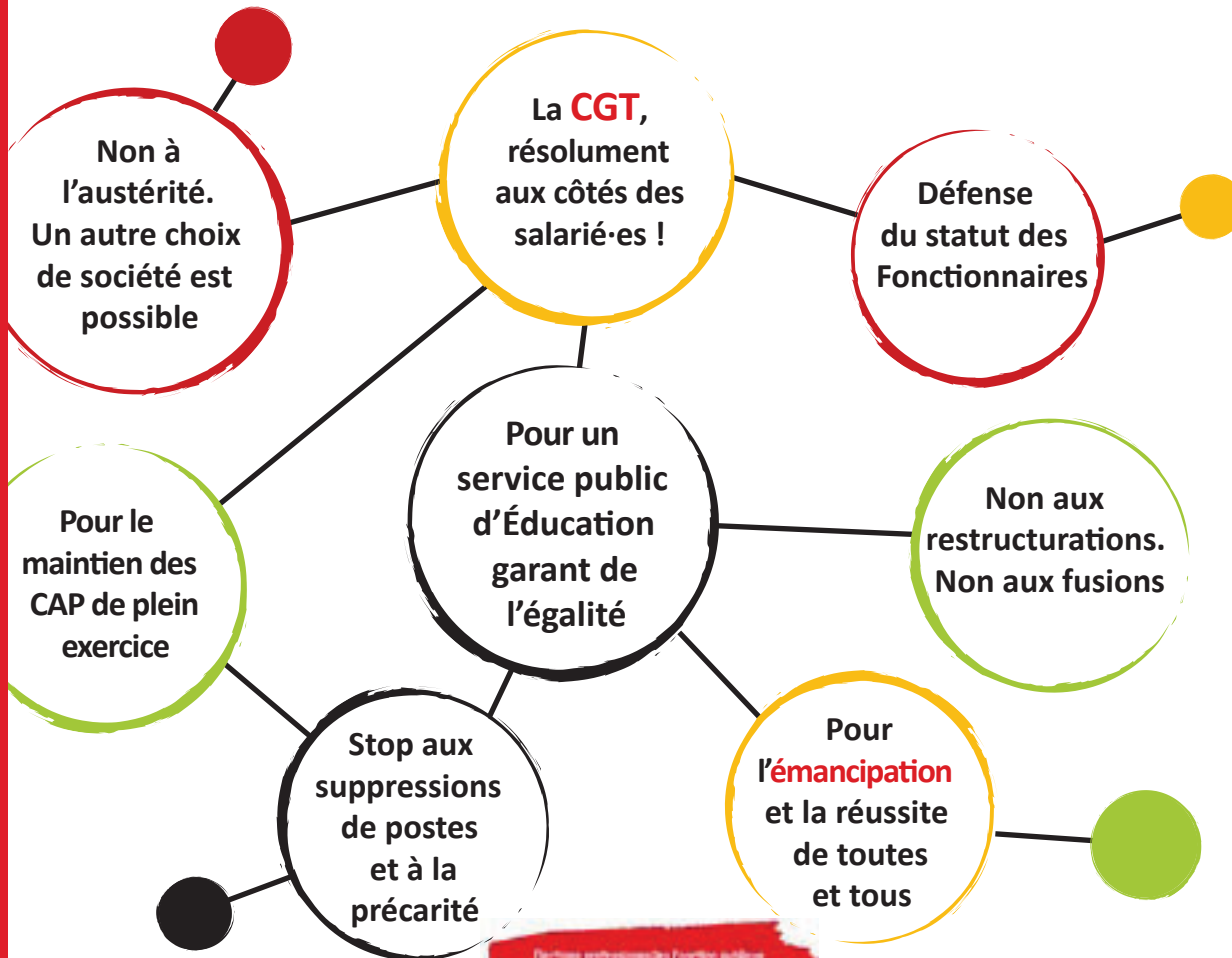 Non à
l'austérité.
Un autre choix
de société est
possible
La CGT,
résolument
aux côtés des
salarié·es !
Défense
du statut des
Fonctionnaires
Pour le
maintien des
CAP de plein
exercice
Pour un
service public
d'Éducation
garant de
l'égalité
Non aux
restructurations.
Non aux fusions
Stop aux
suppressions
de postes
et à la
précarité
Pour
l'émancipation
et la réussite
de toutes
et tous